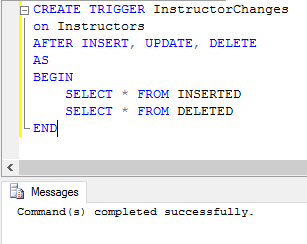 CREATE TRIGGER InstructorChanges
on Instructors
AFTER INSERT, UPDATE, DELETE
AS
BEGIN
SELECT * FROM INSERTED
SELECT * FROM DELETED
END
Messages
Command(s) completed successfully.